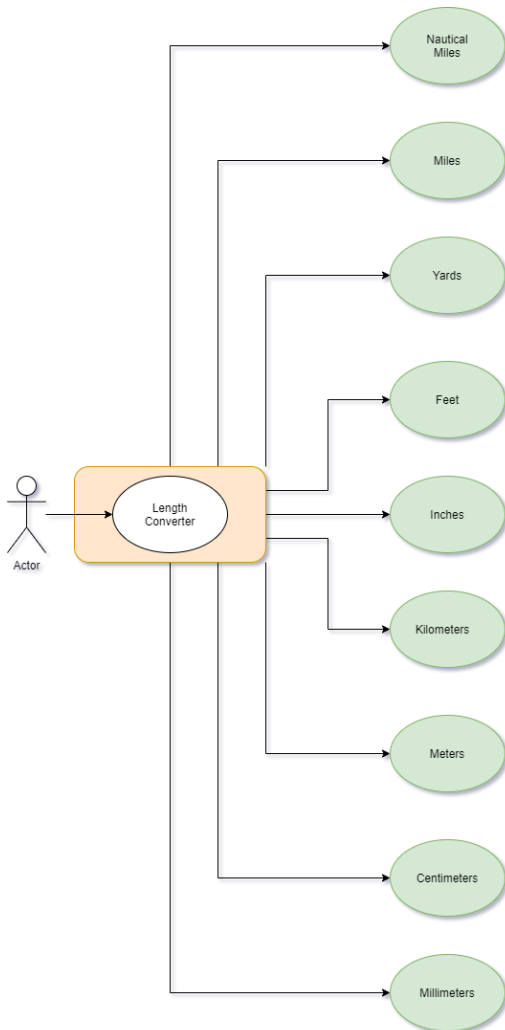 Nautical
Miles
Miles
Yards
Feet
Length
Converter
Inches
Actor
Kilometers
Meters
Centimeters
Millimeters